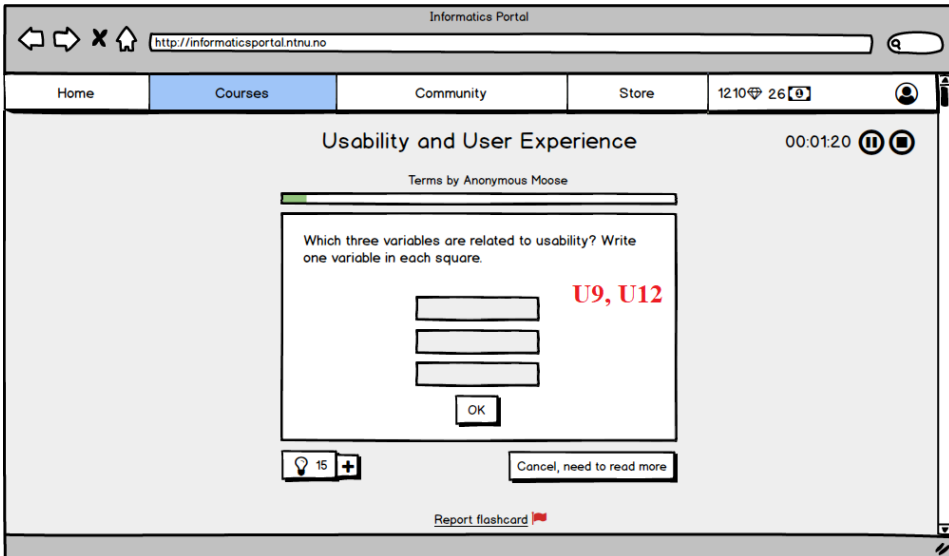 Informatics Portal
http://informaticsportal.ntnu.no
Home Courses Community Store 1210 26
Usability and User Experience 00:01:20
Terms by Anonymous Moose
Which three variables are related to usability? Write
one variable in each square.
U9, U12
OK
15 + Cancel, need to read more
Report flashcard